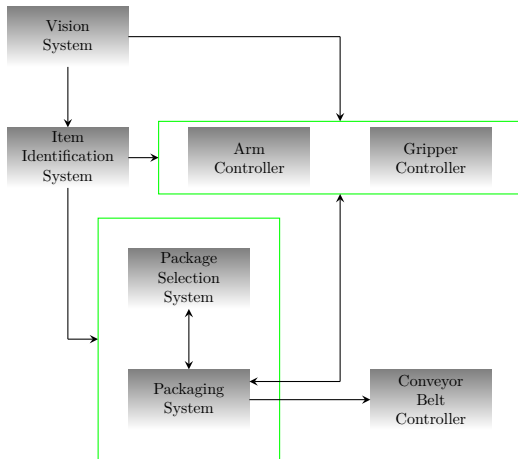 Vision
System
Item
Identification
System
Arm
Controller
Gripper
Controller
Package
Selection
System
Packaging
System
Conveyor
Belt
Controller